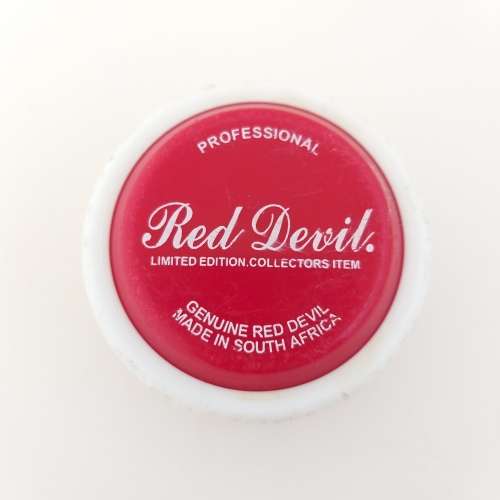 PROFESSIONAL
Red Devil.
LIMITED EDITION.COLLECTORS ITEM
GENUINE RED DEVIL
MADE IN SOUTH AFRICA